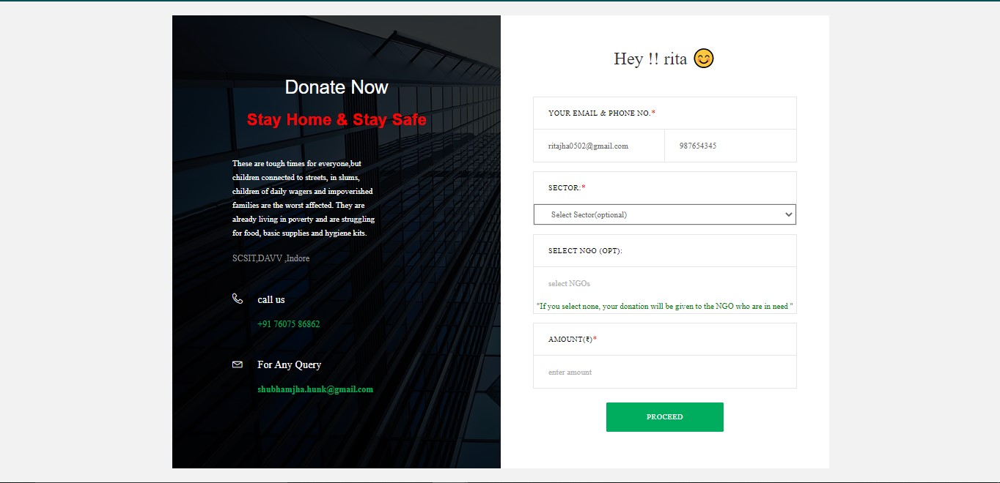 Donate Now
Stay Home & Stay Safe
These are tough times for everyone,but
children connected to streets, in slums,
children of daily wagers and impoverished
families are the worst affected. They are
already living in poverty and are struggling
for food, basic supplies and hygiene kits.
SCSIT,DAVV ,Indore
call us
+91 76075 86862
For Any Query
shubhamjha.hunk@gmail.com
Hey !! rita 😊
YOUR EMAIL & PHONE NO.*
ritajha0502@gmail.com 987654345
SECTOR:*
Select Sector(optional)
SELECT NGO (OPT):
select NGOs
"If you select none, your donation will be given to the NGO who are in need "
AMOUNT(₹)*
enter amount
PROCEED